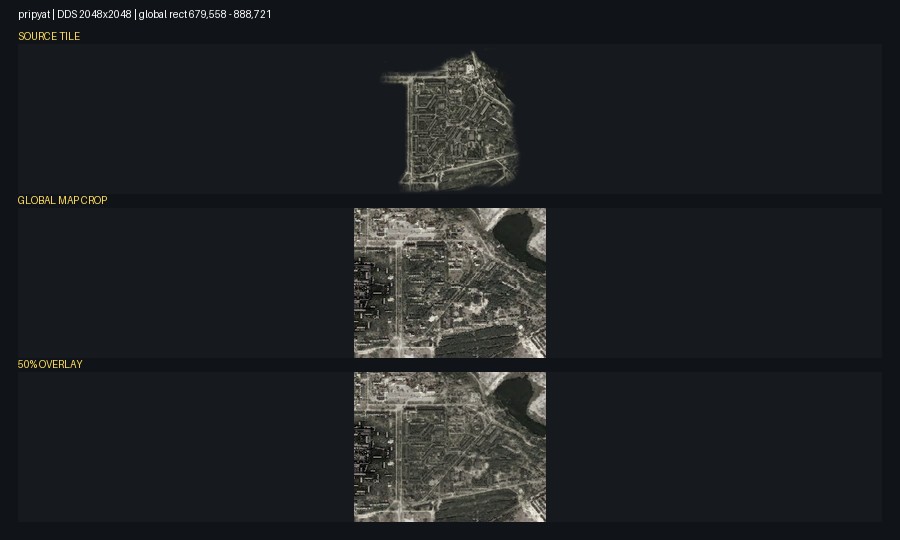 pripyat | DDS 2048x2048 | global rect 679,558 - 888,721
SOURCE TILE
GLOBAL MAP CROP
50% OVERLAY